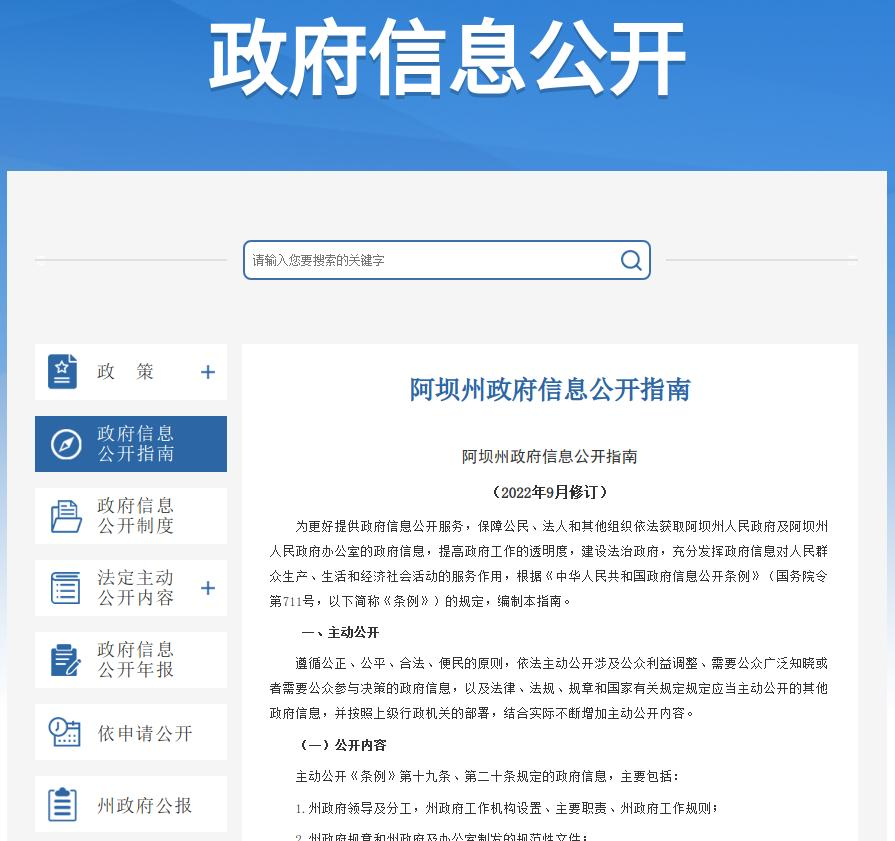 政府信息公开
请输入您要搜索的关键字
政 策
政府信息
公开指南
政府信息
公开制度
法定主动
公开内容
政府信息
公开年报
依申请公开
州政府公报
阿坝州政府信息公开指南
阿坝州政府信息公开指南
（2022年9月修订）
为更好提供政府信息公开服务，保障公民、法人和其他组织依法获取阿坝州人民政府及阿坝州
人民政府办公室的政府信息，提高政府工作的透明度，建设法治政府，充分发挥政府信息对人民群
众生产、生活和经济社会活动的服务作用，根据《中华人民共和国政府信息公开条例》（国务院令
第711号，以下简称《条例》）的规定，编制本指南。
一、主动公开
遵循公正、公平、合法、便民的原则，依法主动公开涉及公众利益调整、需要公众广泛知晓或
者需要公众参与决策的政府信息，以及法律、法规、规章和国家有关规定规定应当主动公开的其他
政府信息，并按照上级行政机关的部署，结合实际不断增加主动公开内容。
（一）公开内容
主动公开《条例》第十九条、第二十条规定的政府信息，主要包括：
1. 州政府领导及分工，州政府工作机构设置、主要职责、州政府工作规则；
2. 州政府规章和州政府及办公室制发的规范性文件；